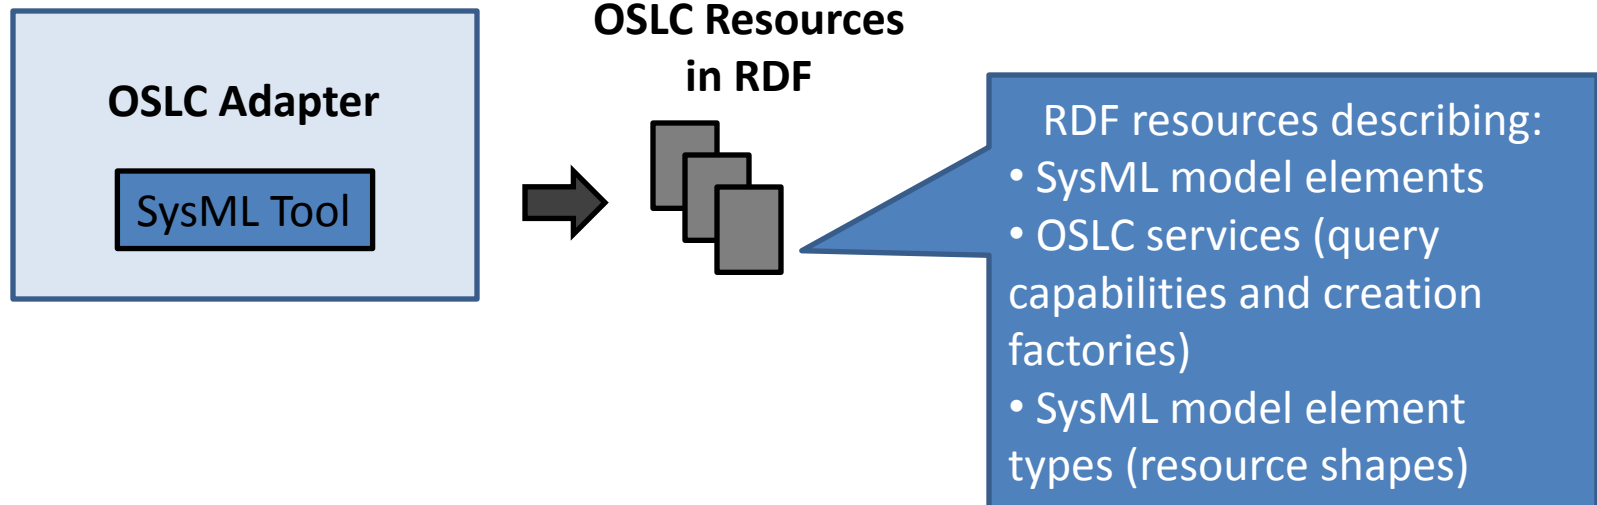 OSLC Adapter
SysML Tool
OSLC Resources
in RDF
RDF resources describing:
• SysML model elements
• OSLC services (query
capabilities and creation
factories)
• SysML model element
types (resource shapes)